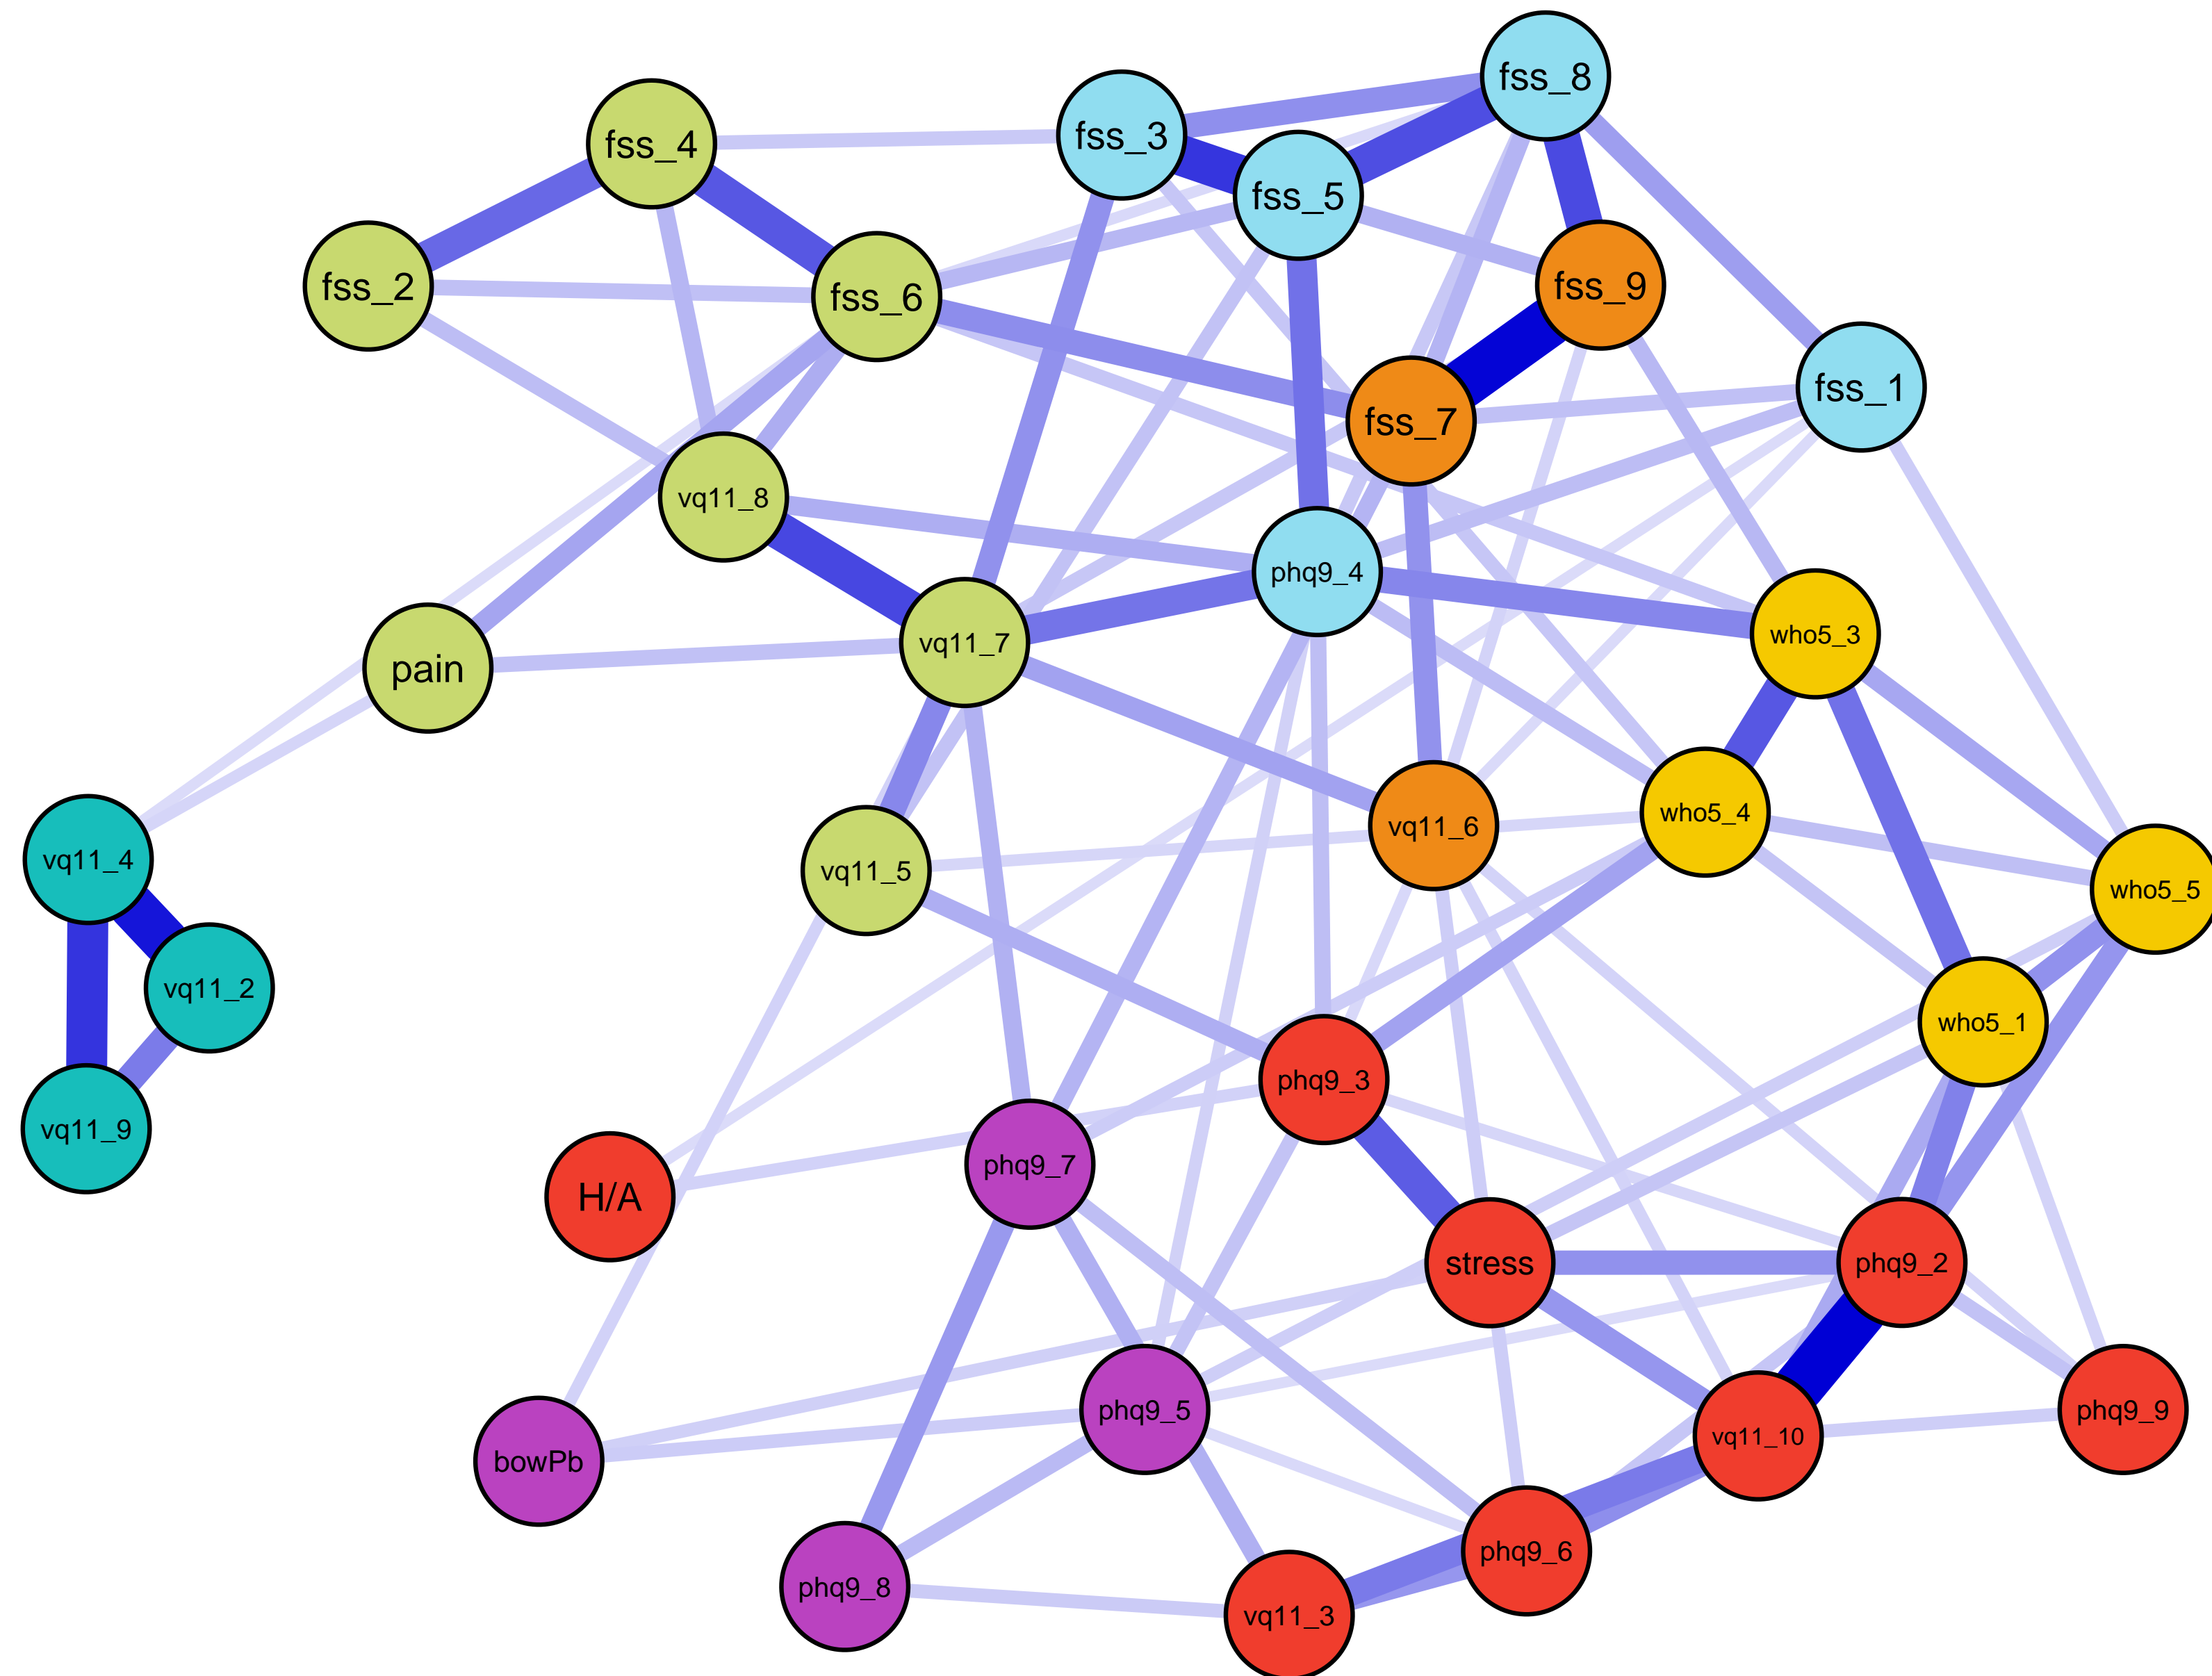 fss_8
fss_3
fss_4
fss_5
fss_2
fss_9
fss_6
fss_1
fss_7
vq11_8
phq9_4
who5_3
vq11_7
pain
who5_4
vq11_6
vq11_4
vq11_5
who5_5
vq11_2
who5_1
phq9_3
vq11_9
phq9_7
H/A
stress
phq9_2
phq9_5
phq9_9
vq11_10
bowPb
phq9_6
phq9_8
vq11_3